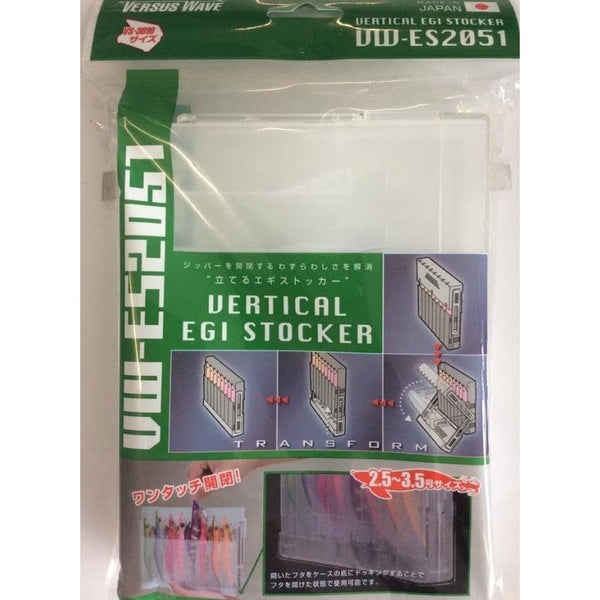 VERSUS WAVE
MADE IN
JAPAN
VERTICAL EGI STOCKER
VW-ES2051
VS-3010
サイズ
VW-ES2051
ジッパーを開閉するわずらわしさを解消
"立てるエギストッカー"
VERTICAL
EGI STOCKER
TRANSFORM
ワンタッチ開閉!
2.5~3.5号サイズ
開いたフタをケースの底にドッキングすることで
フタを開けた状態で使用可能です。